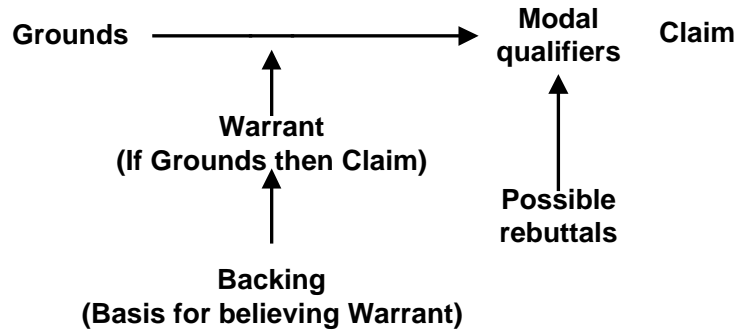 Grounds
Modal
qualifiers
Claim
Warrant
(If Grounds then Claim)
Possible
rebuttals
Backing
(Basis for believing Warrant)